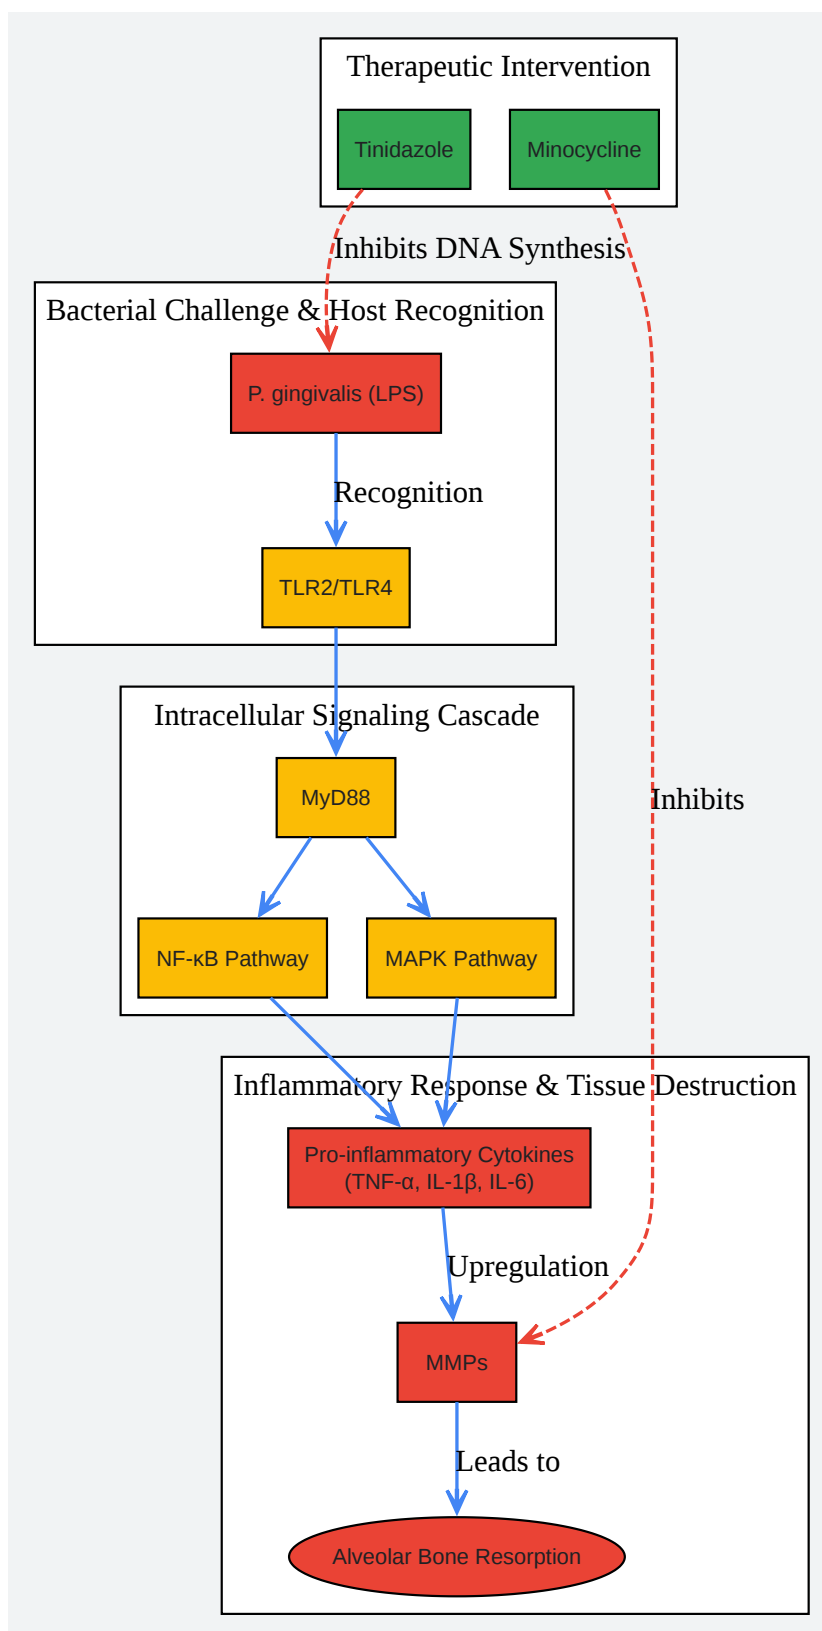 Therapeutic Intervention
Tinidazole
Minocycline
Inhibits DNA Synthesis
Bacterial Challenge & Host Recognition
P. gingivalis (LPS)
Recognition
TLR2/TLR4
Intracellular Signaling Cascade
MyD88
Inhibits
NF-κB Pathway
MAPK Pathway
Inflammatory Response & Tissue Destruction
Pro-inflammatory Cytokines
(TNF-α, IL-1β, IL-6)
Upregulation
MMPs
Leads to
Alveolar Bone Resorption